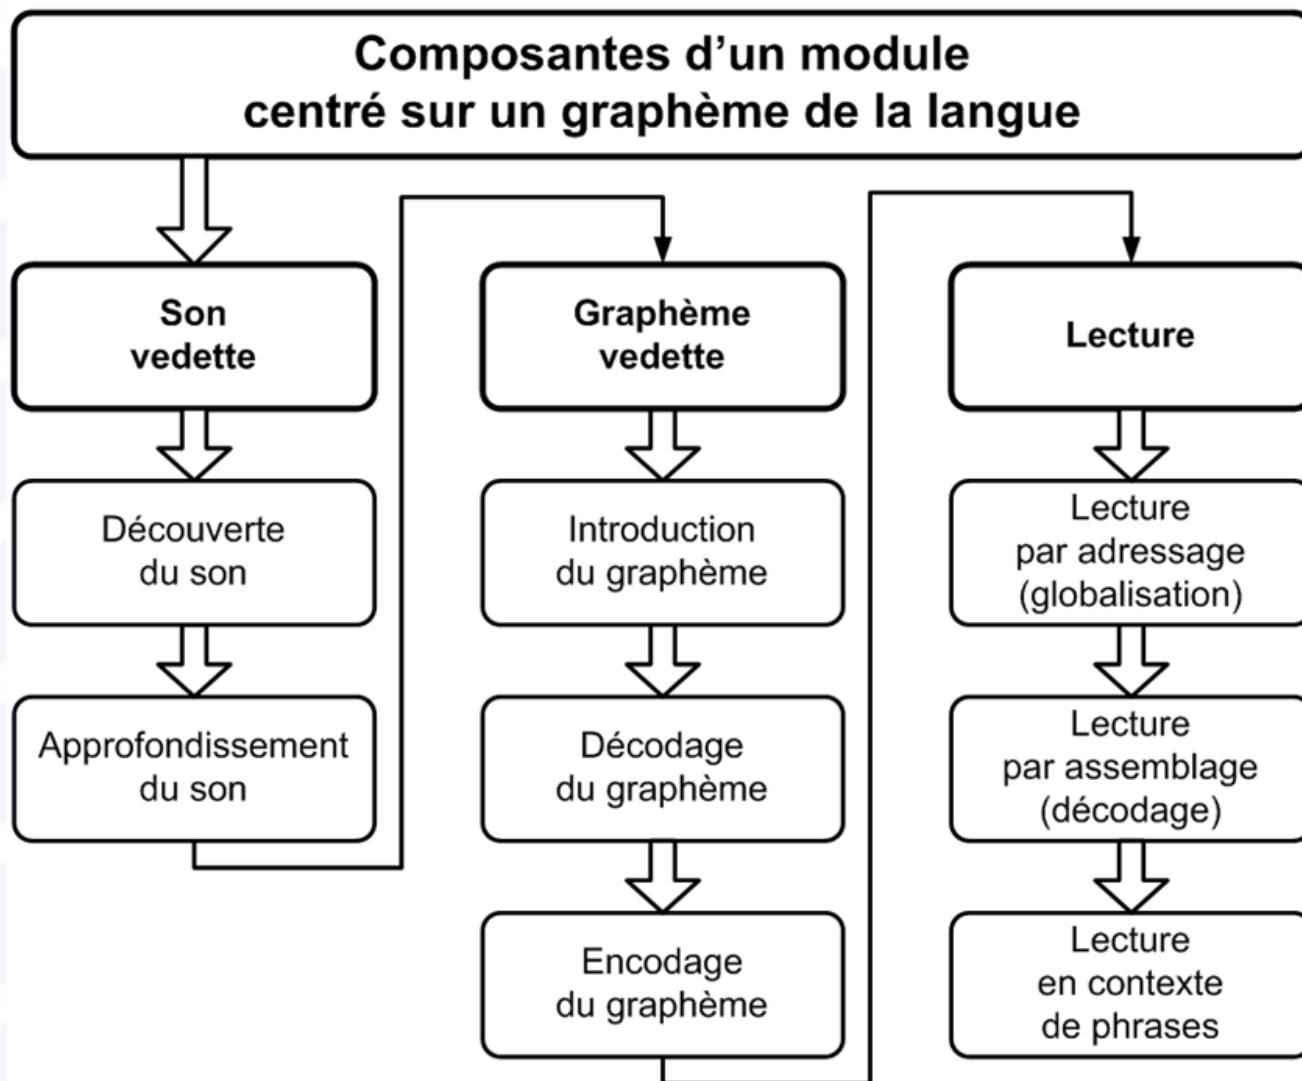 Composantes d’un module
centré sur un graphème de la langue
Son
vedette
Découverte
du son
Approfondissement
du son
Graphème
vedette
Introduction
du graphème
Décodage
du graphème
Encodage
du graphème
Lecture
Lecture
par adressage
(globalisation)
Lecture
par assemblage
(décodage)
Lecture
en contexte
de phrases